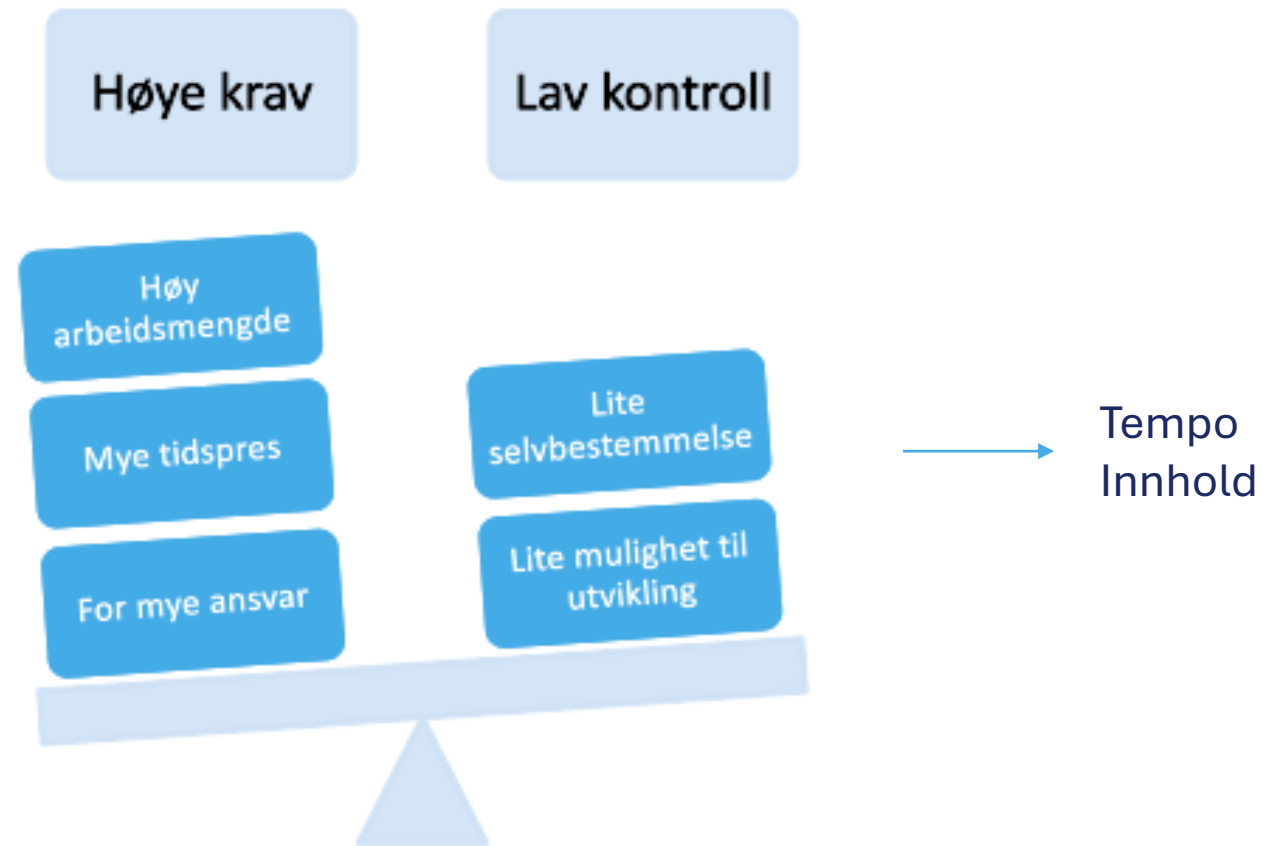 Høye krav
Lav kontroll
Høy
arbeidsmengde
Mye tidspres
For mye ansvar
Lite
selvbestemmelse
Lite mulighet til
utvikling
Tempo
Innhold